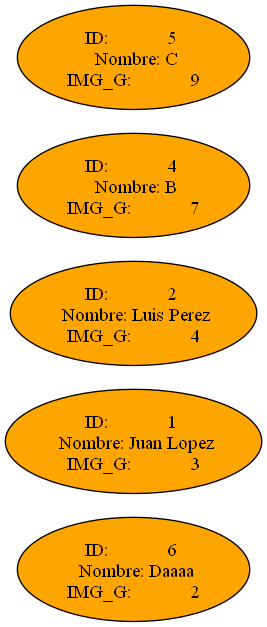 ID: 5
Nombre: C
IMG_G: 9
ID: 4
Nombre: B
IMG_G: 7
ID: 2
Nombre: Luis Perez
IMG_G: 4
ID: 1
Nombre: Juan Lopez
IMG_G: 3
ID: 6
Nombre: Daaaa
IMG_G: 2